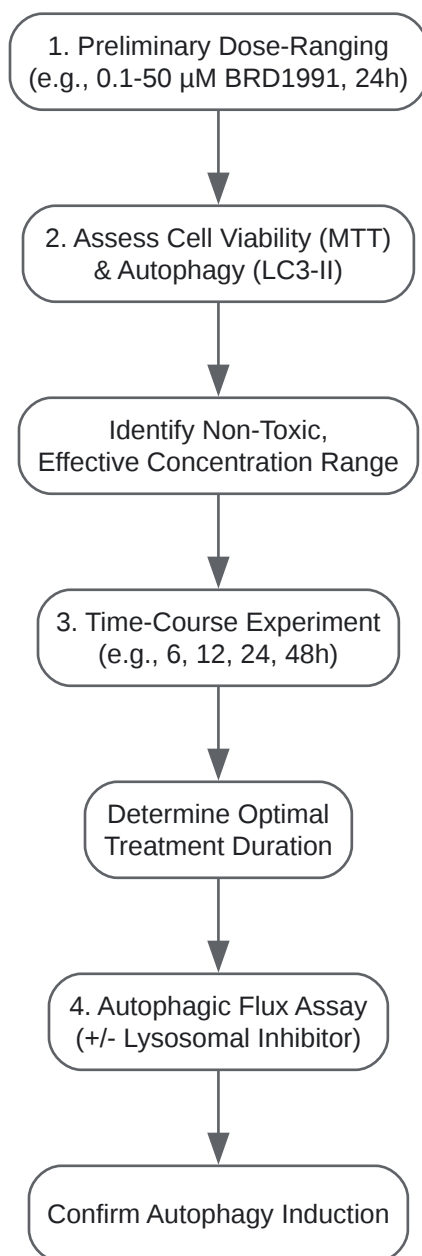 1. Preliminary Dose-Ranging
(e.g., 0.1-50 µM BRD1991, 24h)
2. Assess Cell Viability (MTT)
& Autophagy (LC3-II)
Identify Non-Toxic,
Effective Concentration Range
3. Time-Course Experiment
(e.g., 6, 12, 24, 48h)
Determine Optimal
Treatment Duration
4. Autophagic Flux Assay
(+/- Lysosomal Inhibitor)
Confirm Autophagy Induction